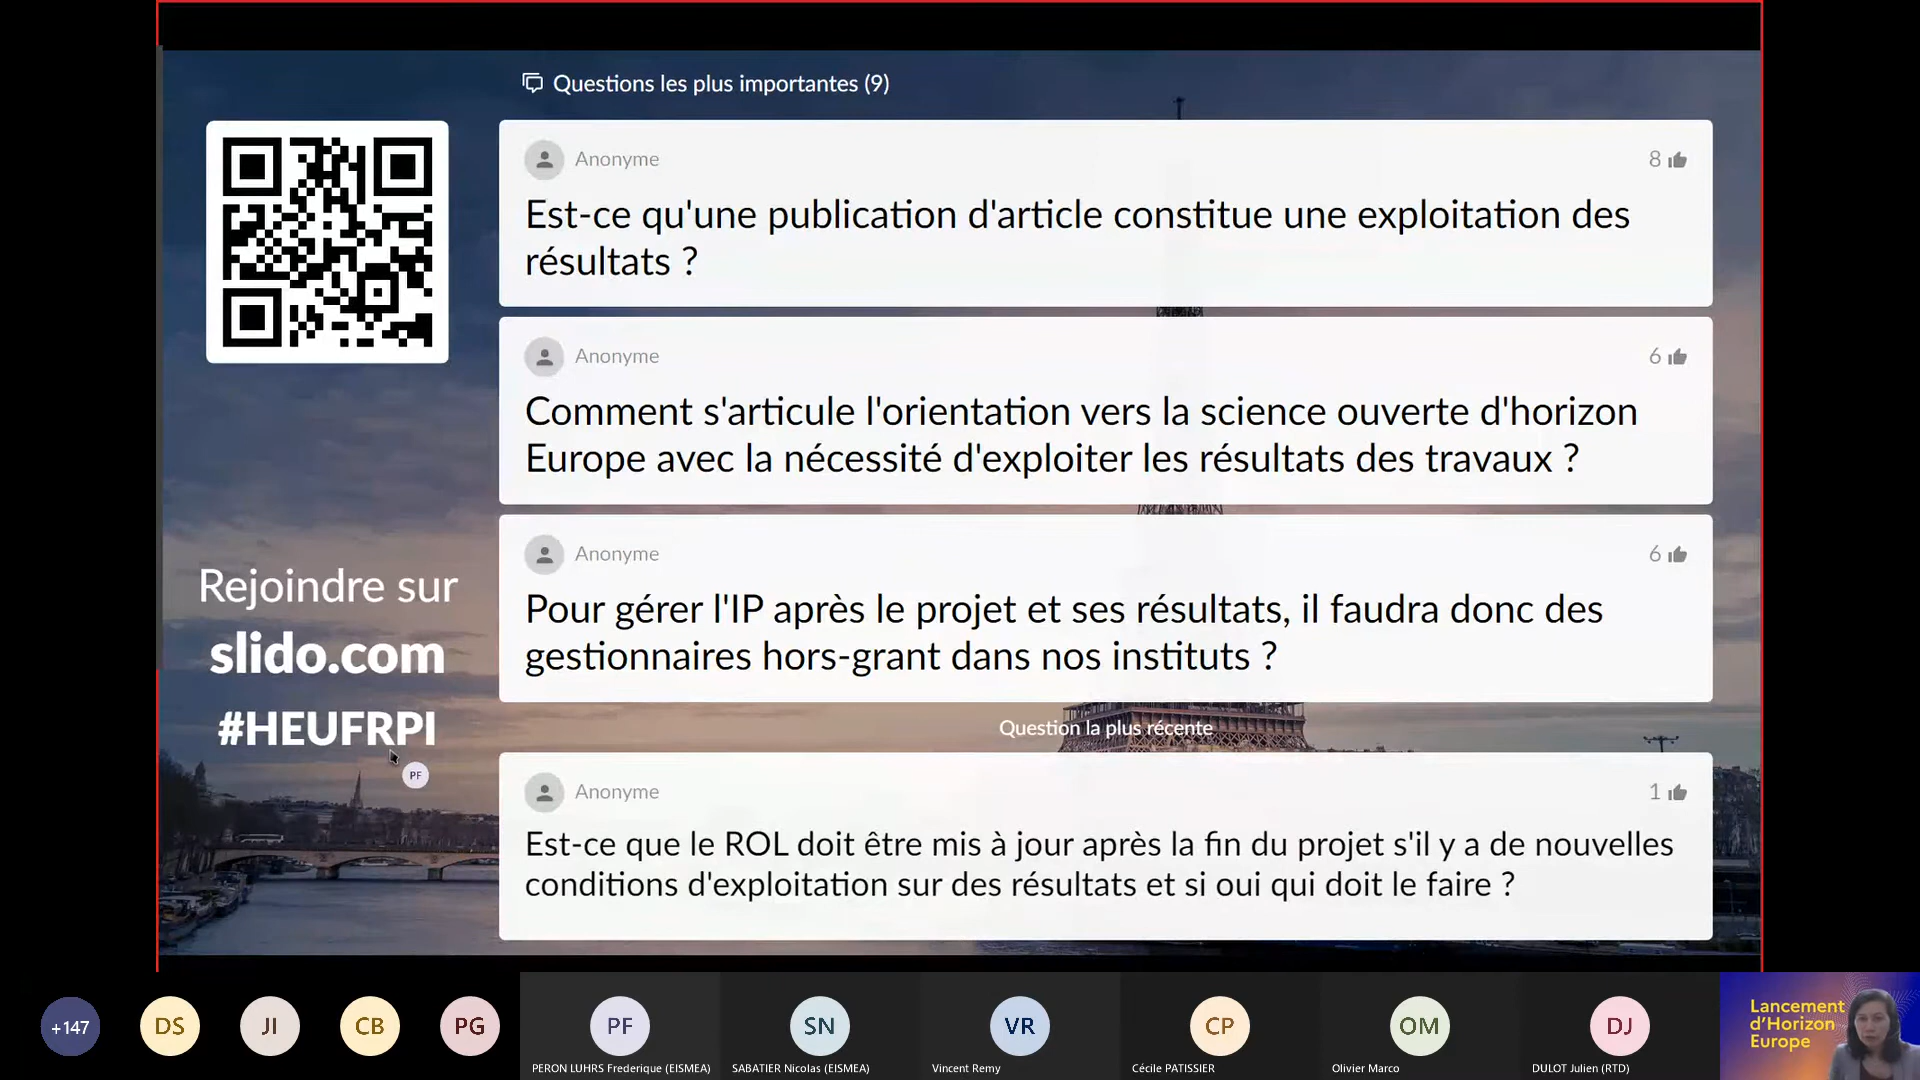 Questions les plus importantes (9)
Anonyme
8
Est-ce qu'une publication d'article constitue une exploitation des
résultats ?
Anonyme
6
Comment s'articule l'orientation vers la science ouverte d'horizon
Europe avec la nécessité d'exploiter les résultats des travaux ?
Anonyme
6
Pour gérer l'IP après le projet et ses résultats, il faudra donc des
gestionnaires hors-grant dans nos instituts ?
Rejoindre sur
slido.com
#HEUFRPI
PF
Question la plus récente
Anonyme
1
Est-ce que le ROL doit être mis à jour après la fin du projet s'il y a de nouvelles
conditions d'exploitation sur des résultats et si oui qui doit le faire ?
+147
DS
JI
CB
PG
PF
PERON LUHRS Frederique (EISMEA)
SN
SABATIER Nicolas (EISMEA)
VR
Vincent Remy
CP
Cécile PATISSIER
OM
Olivier Marco
DJ
DULOT Julien (RTD)
Lancement
d'Horizon
Europe